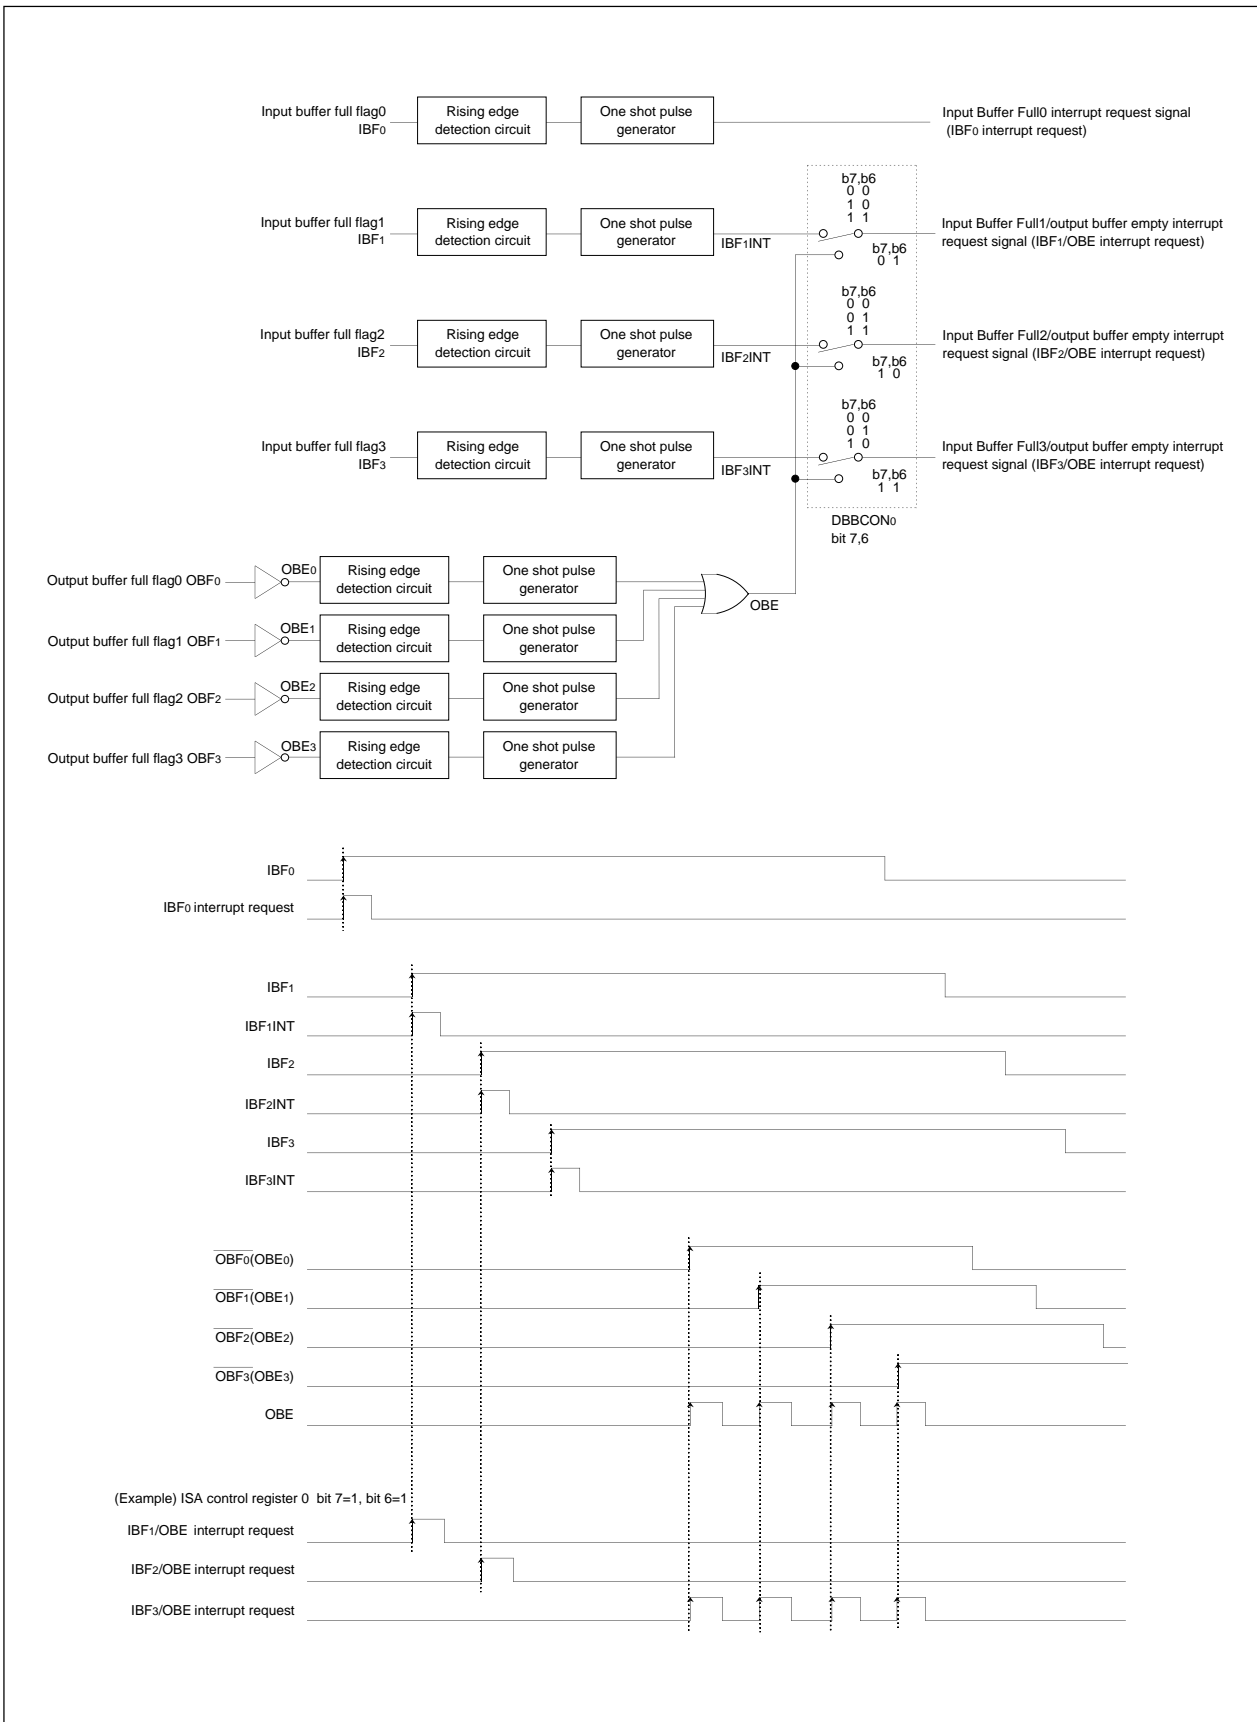 Input buffer full flag0
IBF0
Rising edge
detection circuit
One shot pulse
generator
Input Buffer Full0 interrupt request signal
(IBF0 interrupt request)
b7,b6
0 0
1 0
1 1
Input buffer full flag1
IBF1
Rising edge
detection circuit
One shot pulse
generator
IBF1INT
Input Buffer Full1/output buffer empty interrupt
request signal (IBF1/OBE interrupt request)
b7,b6
0 1
b7,b6
0 0
0 1
1 1
Input buffer full flag2
IBF2
Rising edge
detection circuit
One shot pulse
generator
IBF2INT
Input Buffer Full2/output buffer empty interrupt
request signal (IBF2/OBE interrupt request)
b7,b6
1 0
b7,b6
0 0
0 1
1 0
Input buffer full flag3
IBF3
Rising edge
detection circuit
One shot pulse
generator
IBF3INT
Input Buffer Full3/output buffer empty interrupt
request signal (IBF3/OBE interrupt request)
b7,b6
1 1
DBBCON0
bit 7,6
Output buffer full flag0 OBF0
OBE0
Rising edge
detection circuit
One shot pulse
generator
OBE
Output buffer full flag1 OBF1
OBE1
Rising edge
detection circuit
One shot pulse
generator
Output buffer full flag2 OBF2
OBE2
Rising edge
detection circuit
One shot pulse
generator
Output buffer full flag3 OBF3
OBE3
Rising edge
detection circuit
One shot pulse
generator
IBF0
IBF0 interrupt request
IBF1
IBF1INT
IBF2
IBF2INT
IBF3
IBF3INT
OBF0(OBE0)
OBF1(OBE1)
OBF2(OBE2)
OBF3(OBE3)
OBE
(Example) ISA control register 0 bit 7=1, bit 6=1
IBF1/OBE interrupt request
IBF2/OBE interrupt request
IBF3/OBE interrupt request